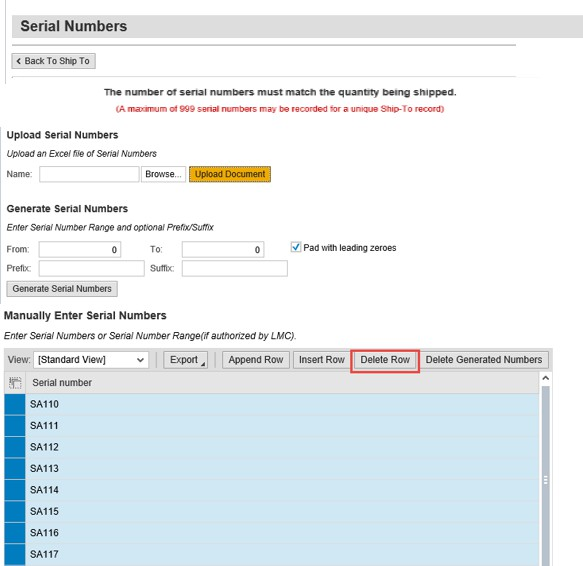 Serial Numbers
< Back To Ship To
The number of serial numbers must match the quantity being shipped.
(A maximum of 999 serial numbers may be recorded for a unique Ship-To record)
Upload Serial Numbers
Upload an Excel file of Serial Numbers
Name: Browse... Upload Document
Generate Serial Numbers
Enter Serial Number Range and optional Prefix/Suffix
From: 0 To: 0 Pad with leading zeroes
Prefix: Suffix:
Generate Serial Numbers
Manually Enter Serial Numbers
Enter Serial Numbers or Serial Number Range(if authorized by LMC).
View: [Standard View] Export Append Row Insert Row Delete Row Delete Generated Numbers
Serial number
SA110
SA111
SA112
SA113
SA114
SA115
SA116
SA117